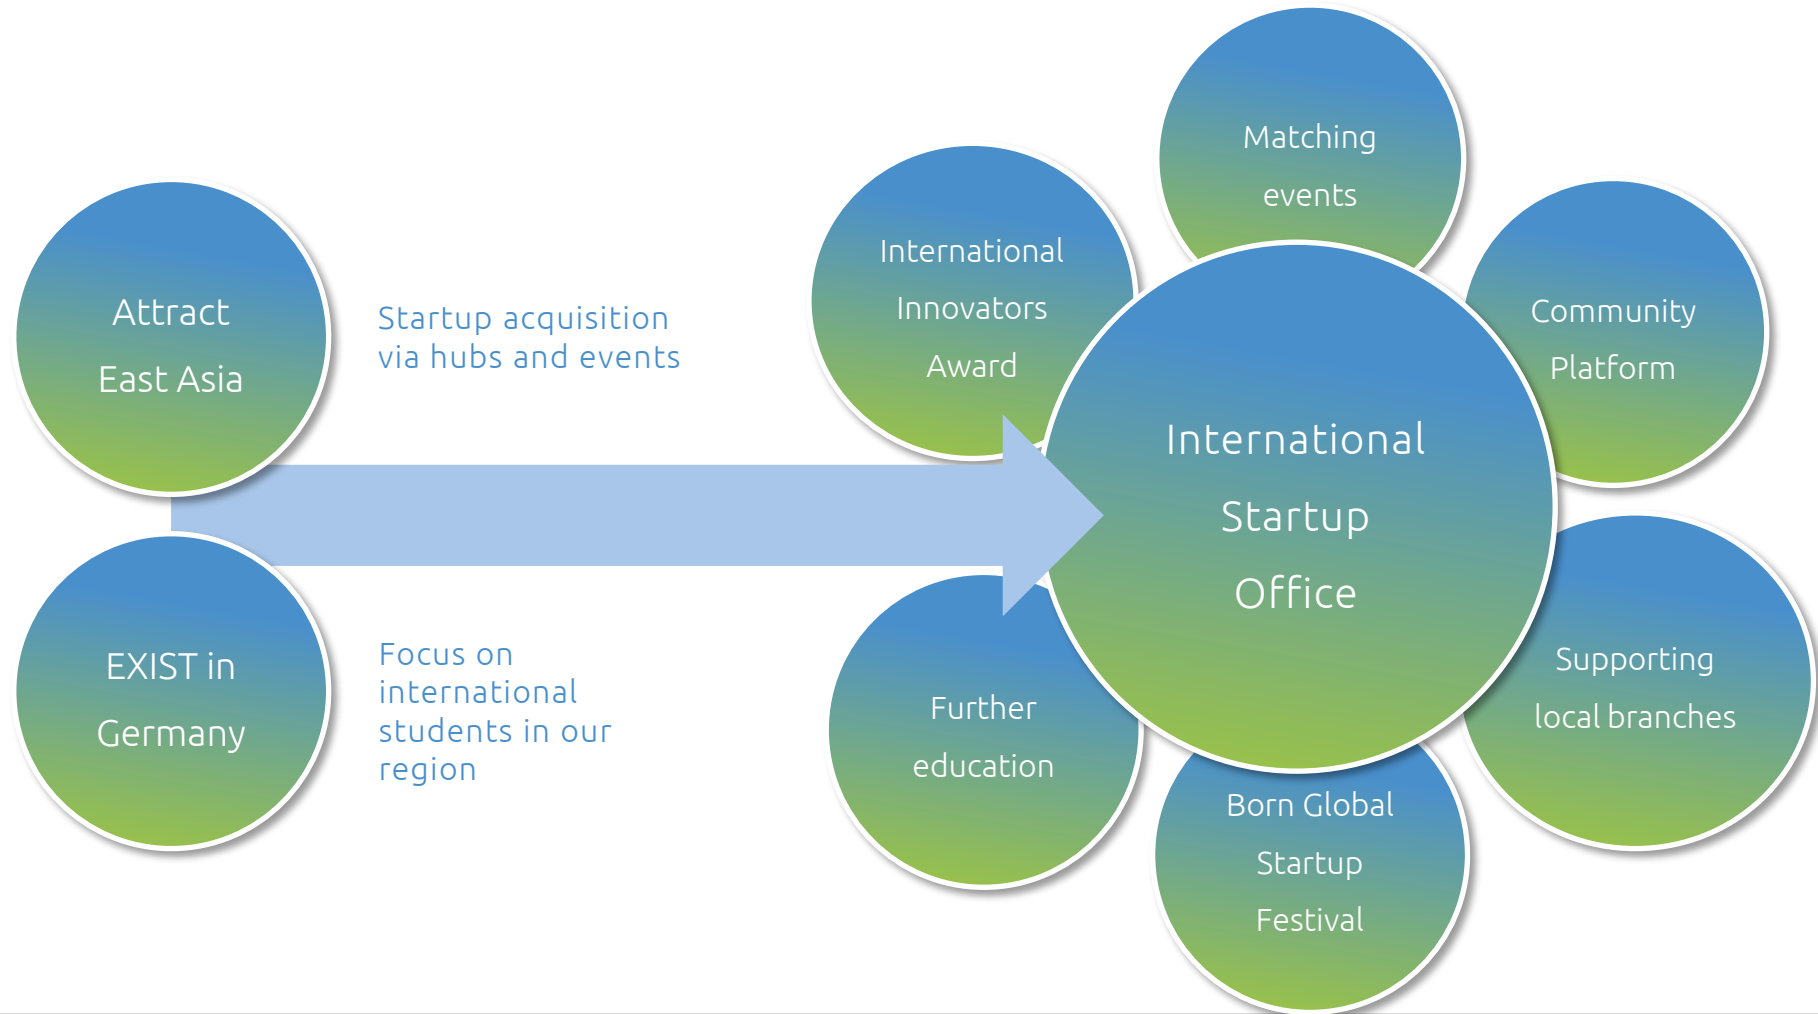 Attract
East Asia
Startup acquisition
via hubs and events
EXIST in
Germany
Focus on
international
students in our
region
International
Innovators
Award
Matching
events
Community
Platform
International
Startup
Office
Further
education
Born Global
Startup
Festival
Supporting
local branches